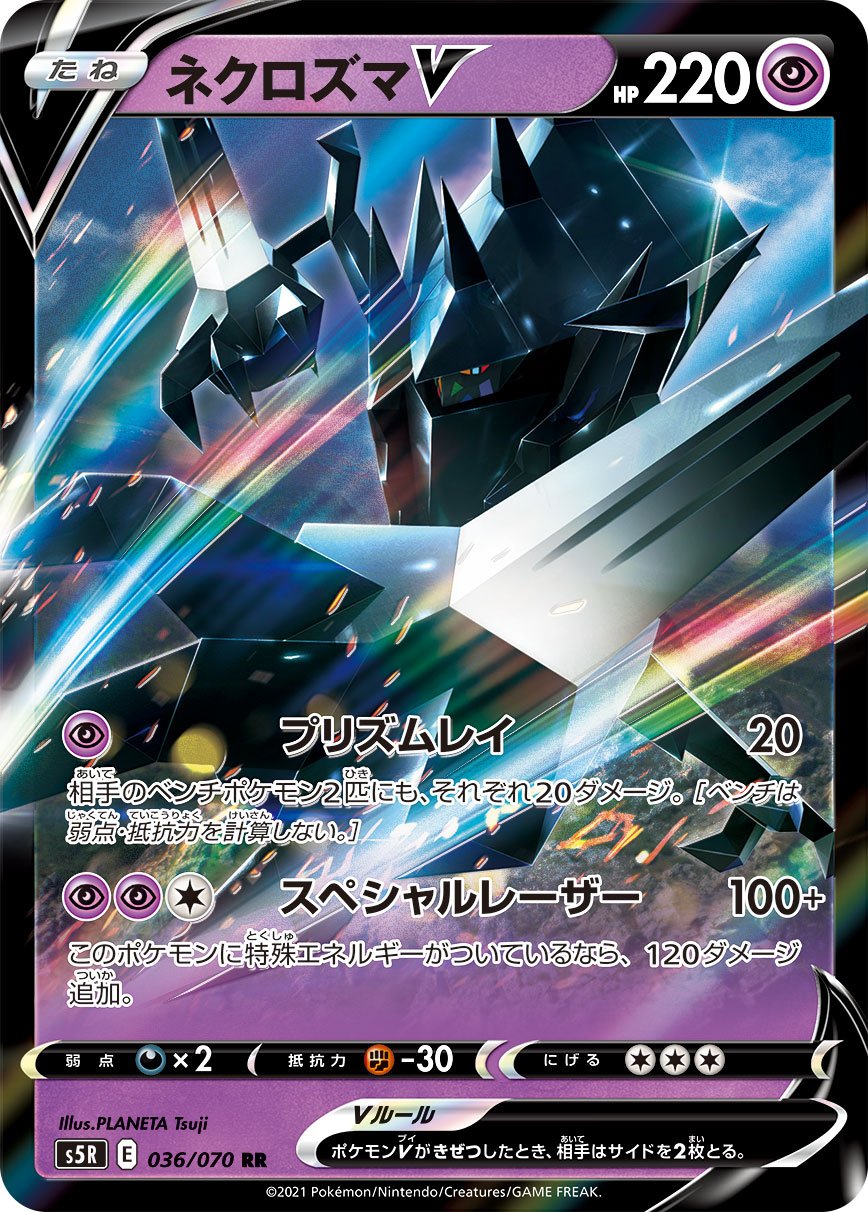 たね ネクロズマV HP 220
プリズムレイ 20
相手のベンチポケモン2匹にも、それぞれ20ダメージ。[ベンチは
弱点・抵抗力を計算しない。]
スペシャルレーザー 100+
このポケモンに特殊エネルギーがついているなら、120ダメージ
追加。
弱点 ×2 抵抗力 -30 にげる
Illus.PLANETA Tsuji
Vルール
ポケモンVがきぜつしたとき、相手はサイドを2枚とる。
s5R E 036/070 RR
©2021 Pokémon/Nintendo/Creatures/GAME FREAK.